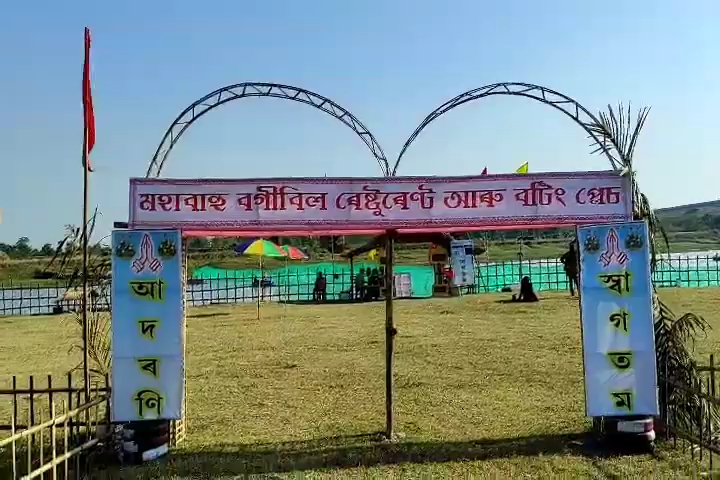 মহাবাহু বগীবিল ৰেষ্টুৰেণ্ট আৰু বটিং প্লেচ
আ
দ
ৰ
ণি
স্বা
গ
ত
ম